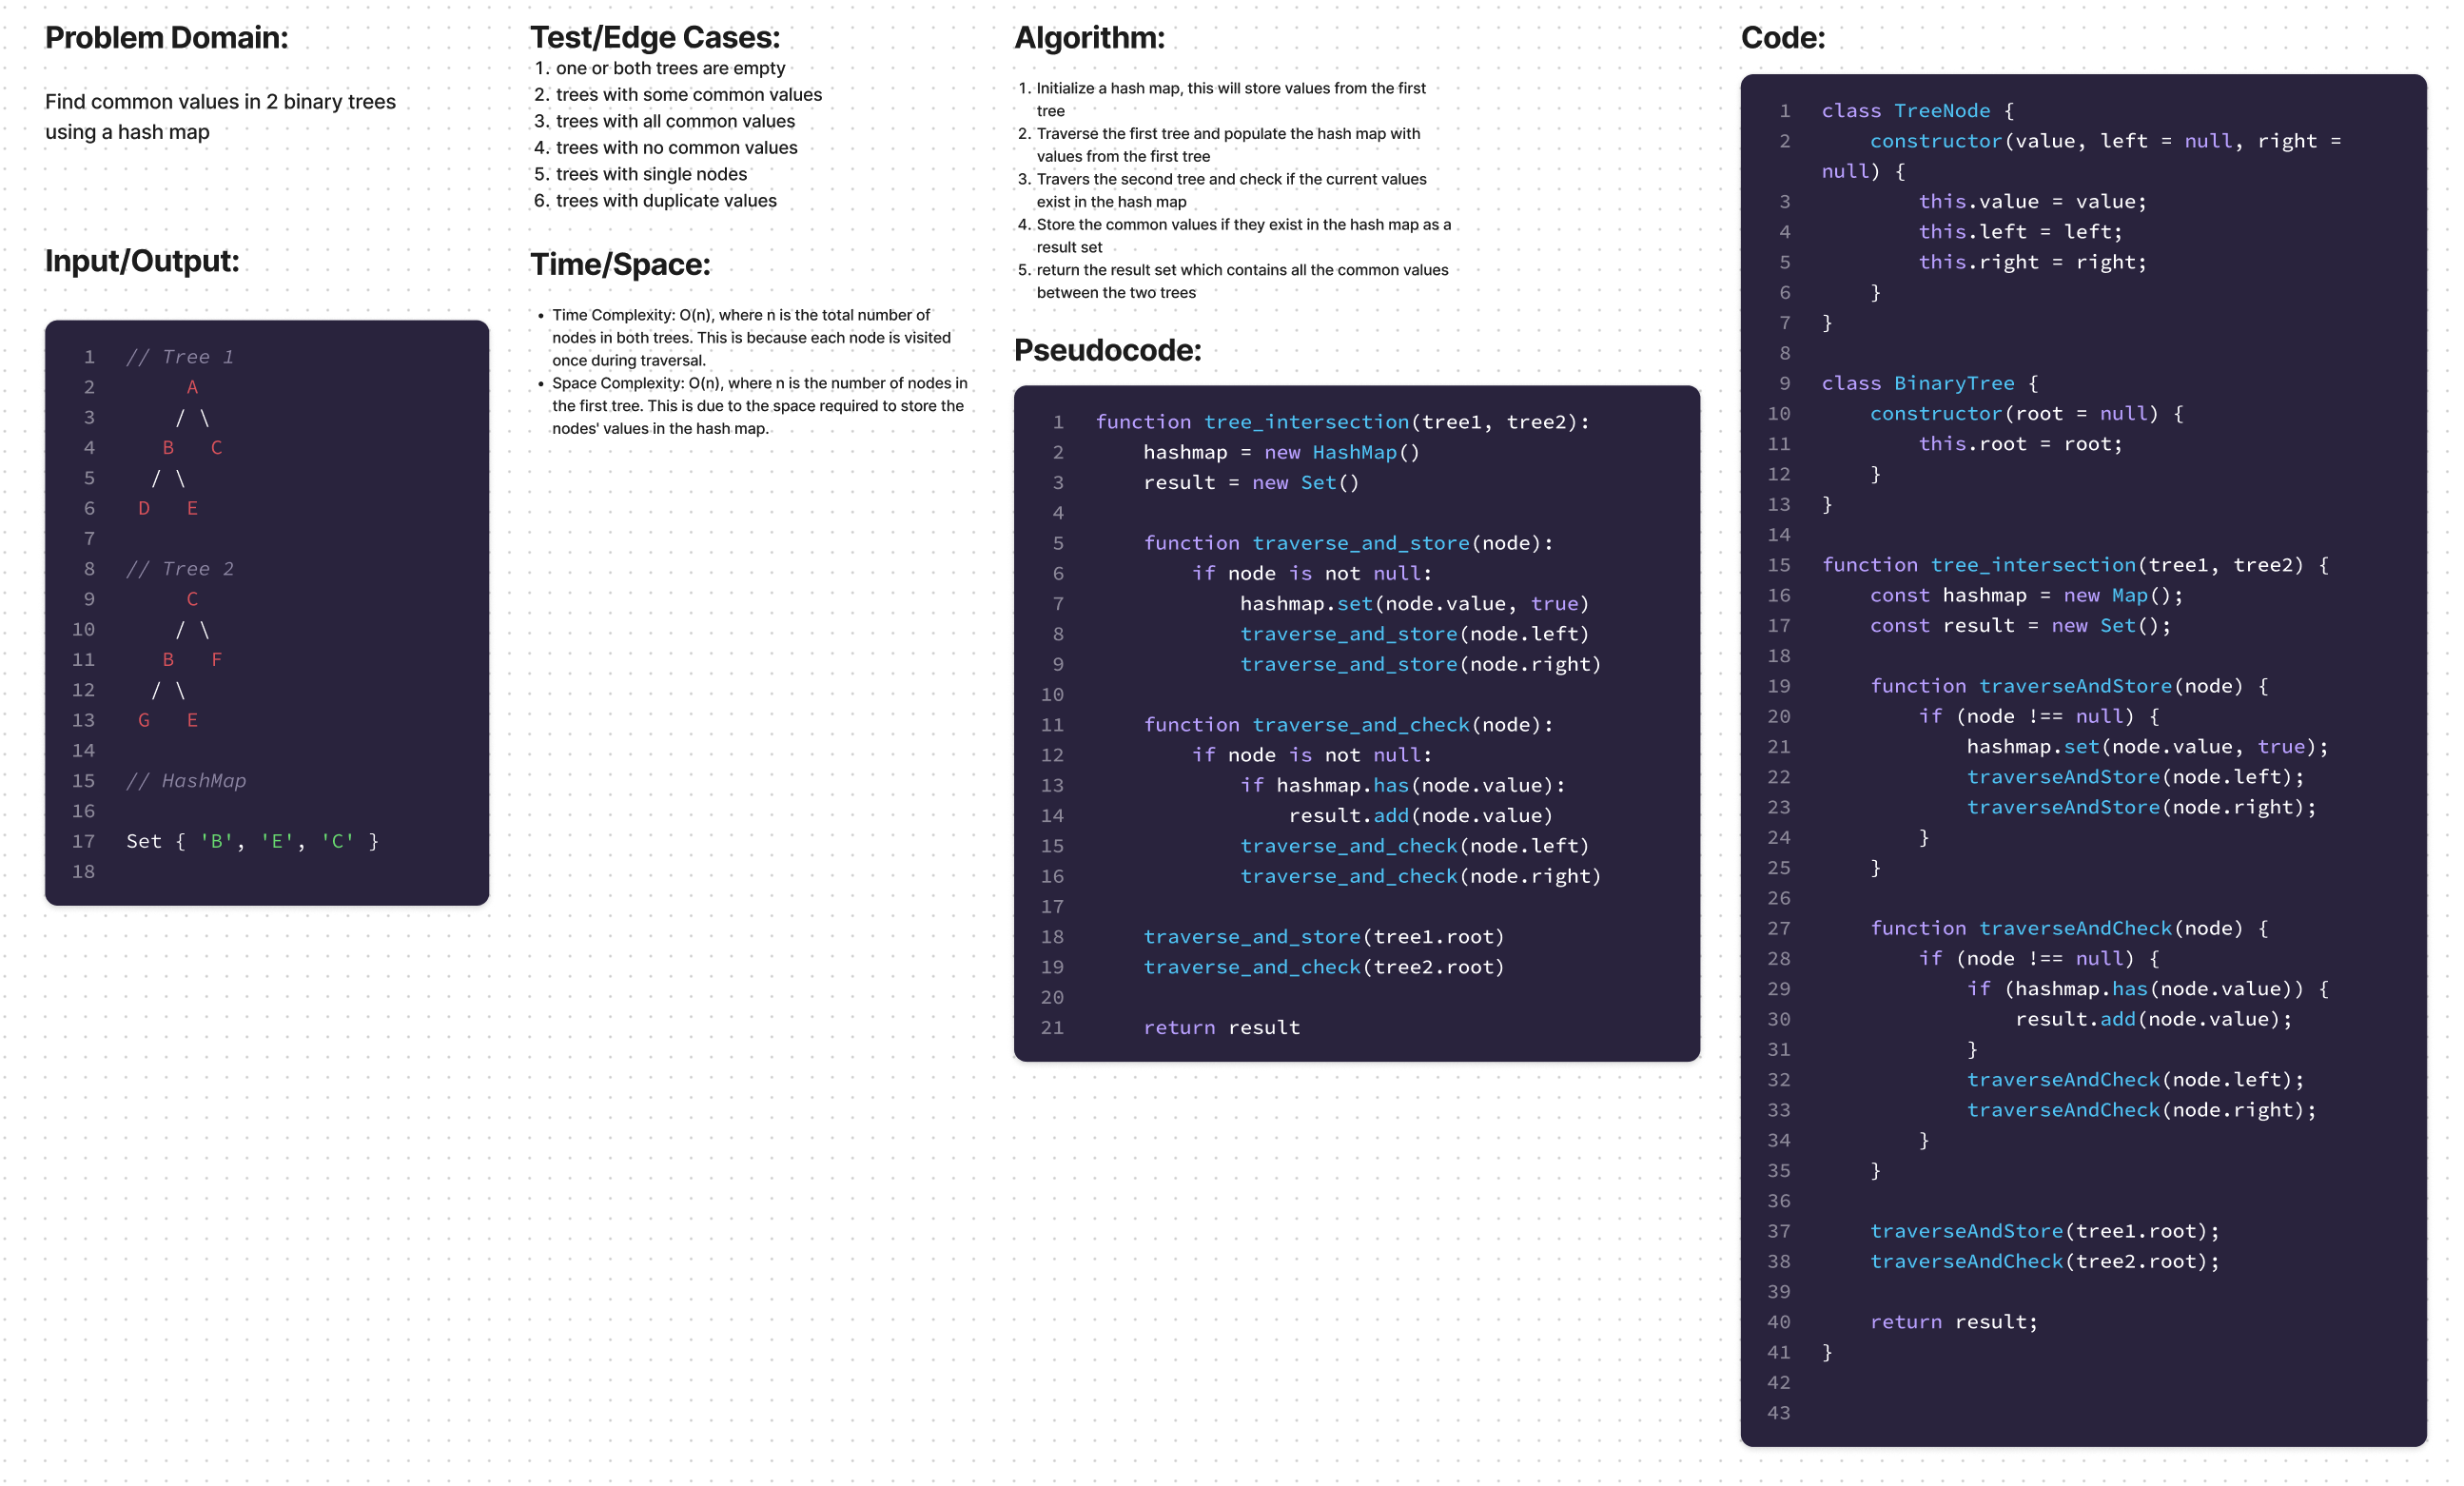 Problem Domain:
Find common values in 2 binary trees
using a hash map
Input/Output:
1 // Tree 1
2      A
3     / \
4    B   C
5   / \
6  D   E
7
8 // Tree 2
9      C
10     / \
11    B   F
12   / \
13  G   E
14
15 // HashMap
16
17 Set { 'B', 'E', 'C' }
18
Test/Edge Cases:
1. one or both trees are empty
2. trees with some common values
3. trees with all common values
4. trees with no common values
5. trees with single nodes
6. trees with duplicate values
Time/Space:
• Time Complexity: O(n), where n is the total number of
nodes in both trees. This is because each node is visited
once during traversal.
• Space Complexity: O(n), where n is the number of nodes in
the first tree. This is due to the space required to store the
nodes' values in the hash map.
Algorithm:
1. Initialize a hash map, this will store values from the first
tree
2. Traverse the first tree and populate the hash map with
values from the first tree
3. Travers the second tree and check if the current values
exist in the hash map
4. Store the common values if they exist in the hash map as a
result set
5. return the result set which contains all the common values
between the two trees
Pseudocode:
1 function tree_intersection(tree1, tree2):
2     hashmap = new HashMap()
3     result = new Set()
4
5     function traverse_and_store(node):
6         if node is not null:
7             hashmap.set(node.value, true)
8             traverse_and_store(node.left)
9             traverse_and_store(node.right)
10
11     function traverse_and_check(node):
12         if node is not null:
13             if hashmap.has(node.value):
14                 result.add(node.value)
15             traverse_and_check(node.left)
16             traverse_and_check(node.right)
17
18     traverse_and_store(tree1.root)
19     traverse_and_check(tree2.root)
20
21     return result
Code:
1 class TreeNode {
2     constructor(value, left = null, right =
null) {
3         this.value = value;
4         this.left = left;
5         this.right = right;
6     }
7 }
8
9 class BinaryTree {
10     constructor(root = null) {
11         this.root = root;
12     }
13 }
14
15 function tree_intersection(tree1, tree2) {
16     const hashmap = new Map();
17     const result = new Set();
18
19     function traverseAndStore(node) {
20         if (node !== null) {
21             hashmap.set(node.value, true);
22             traverseAndStore(node.left);
23             traverseAndStore(node.right);
24         }
25     }
26
27     function traverseAndCheck(node) {
28         if (node !== null) {
29             if (hashmap.has(node.value)) {
30                 result.add(node.value);
31             }
32             traverseAndCheck(node.left);
33             traverseAndCheck(node.right);
34         }
35     }
36
37     traverseAndStore(tree1.root);
38     traverseAndCheck(tree2.root);
39
40     return result;
41 }
42
43